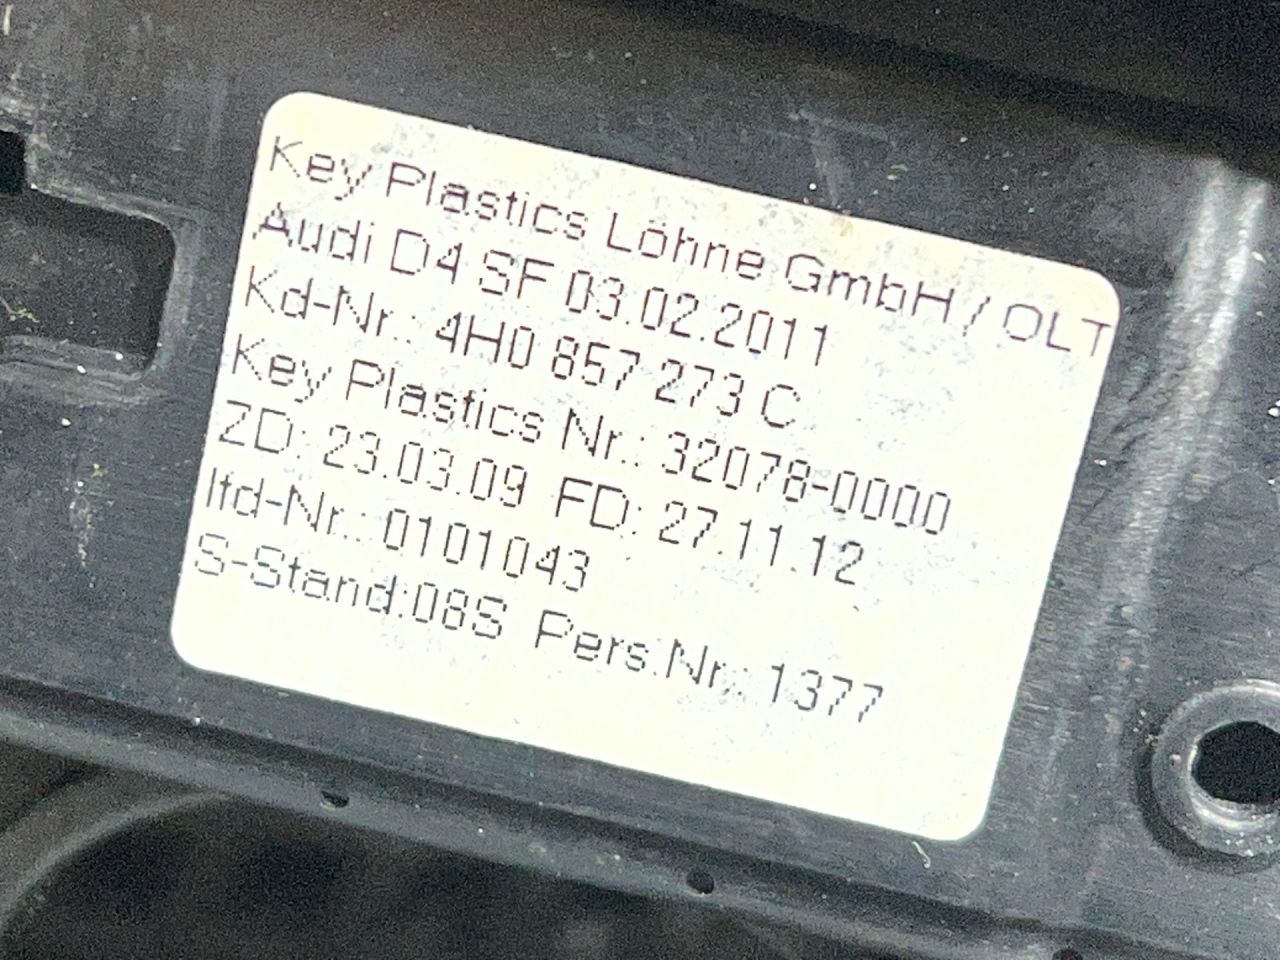 Key Plastics Löhne GmbH / OLT
Audi D4 SF 03.02.2011
Kd-Nr.: 4H0 857 273 C
Key Plastics Nr.: 32078-0000
ZD: 23.03.09 FD: 27.11.12
lfd-Nr.: 0101043
S-Stand:08S Pers.Nr.: 1377